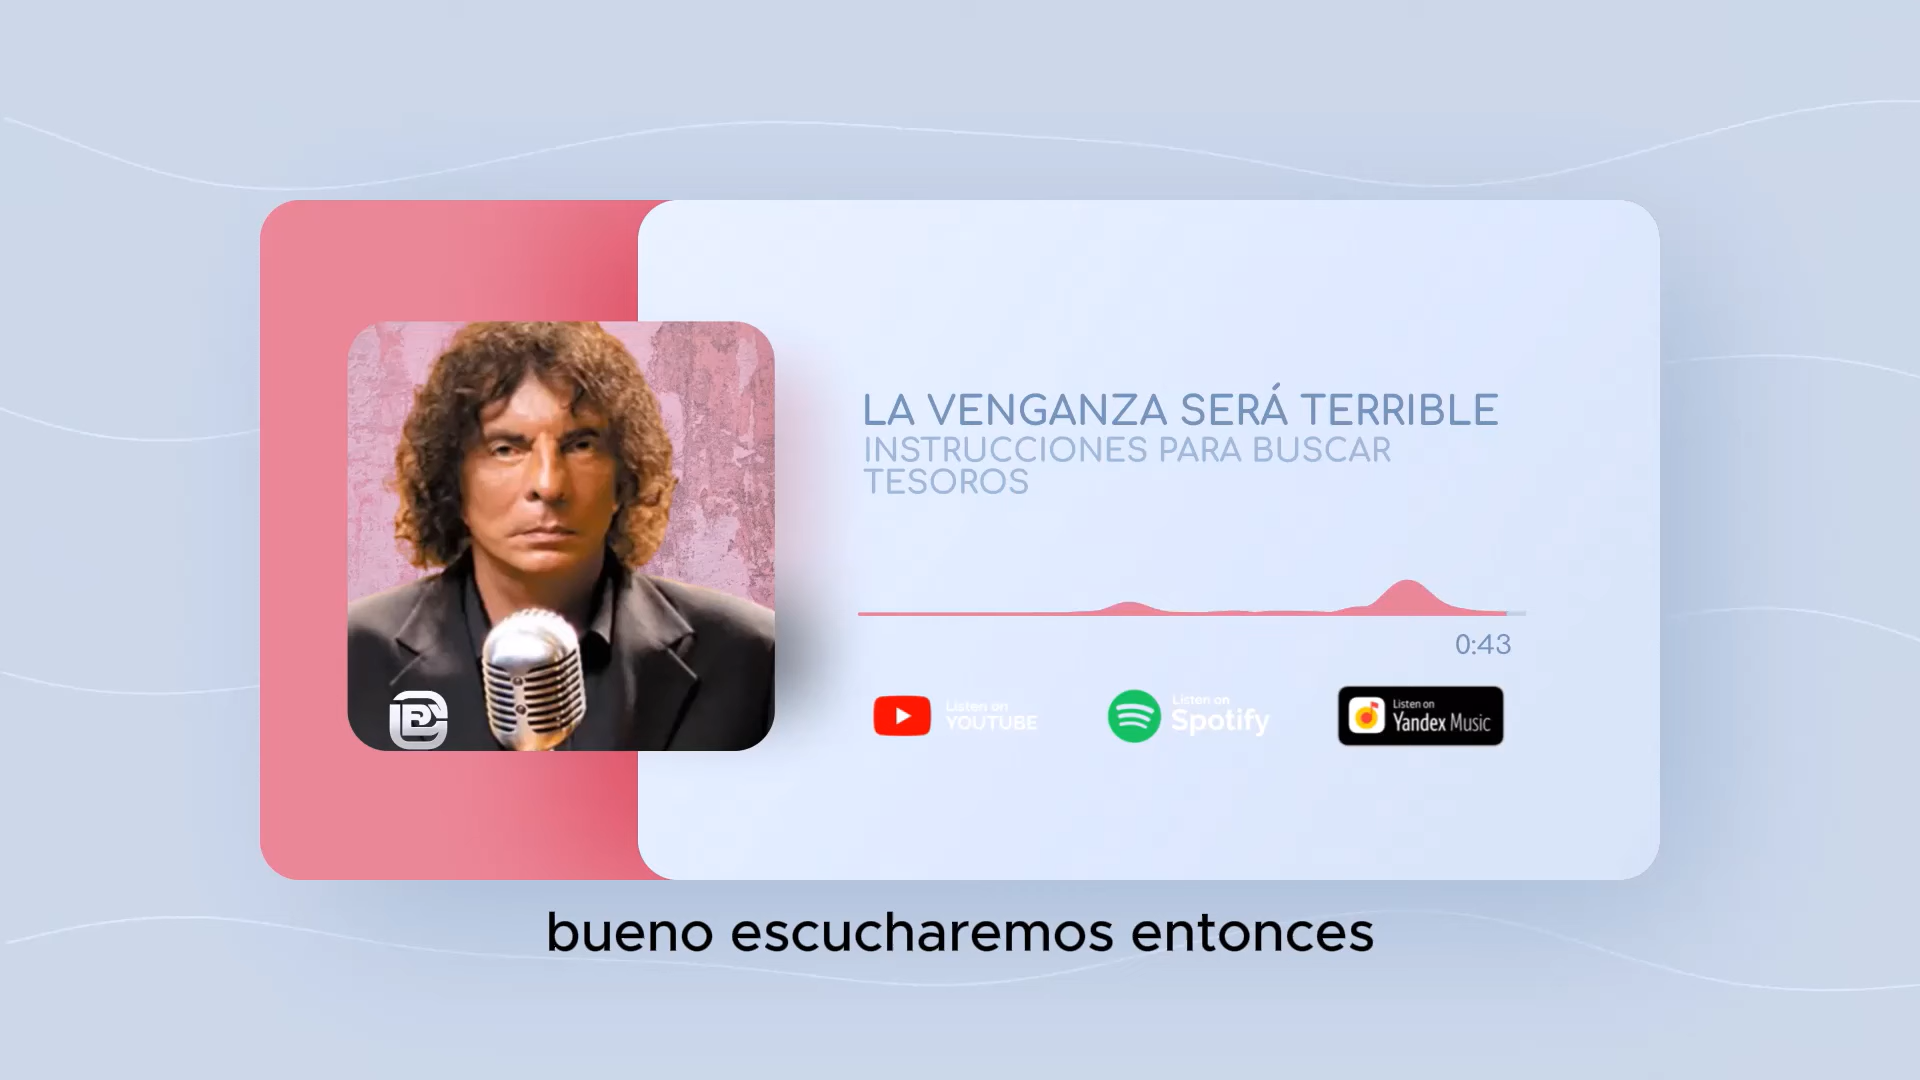 LA VENGANZA SERÁ TERRIBLE
INSTRUCCIONES PARA BUSCAR
TESOROS
0:43
Listen on
YOUTUBE
Listen on
Spotify
Listen on
Yandex Music
bueno escucharemos entonces